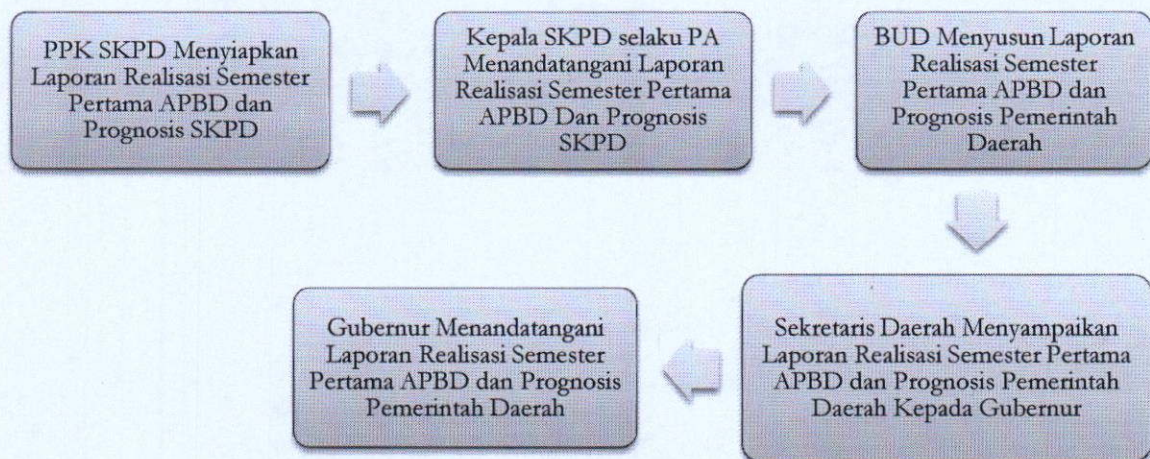 PPK SKPD Menyiapkan
Laporan Realisasi Semester
Pertama APBD dan
Prognosis SKPD
Kepala SKPD selaku PA
Menandatangani Laporan
Realisasi Semester Pertama
APBD Dan Prognosis
SKPD
BUD Menyusun Laporan
Realisasi Semester
Pertama APBD dan
Prognosis Pemerintah
Daerah
Sekretaris Daerah Menyampaikan
Laporan Realisasi Semester Pertama
APBD dan Prognosis Pemerintah
Daerah Kepada Gubernur
Gubernur Menandatangani
Laporan Realisasi Semester
Pertama APBD dan Prognosis
Pemerintah Daerah